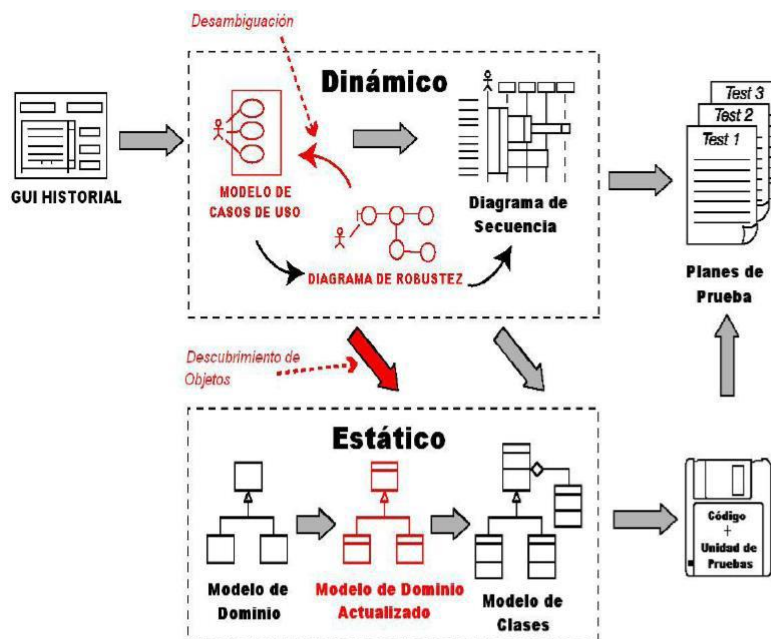 Desambiguación
Dinámico
GUI HISTORIAL
MODELO DE
CASOS DE USO
DIAGRAMA DE ROBUSTEZ
Diagrama de
Secuencia
Test 3
Test 2
Test 1
Planes de
Prueba
Descubrimiento de
Objetos
Estático
Modelo de
Dominio
Modelo de Dominio
Actualizado
Modelo de
Clases
Código
+
Unidad de
Pruebas